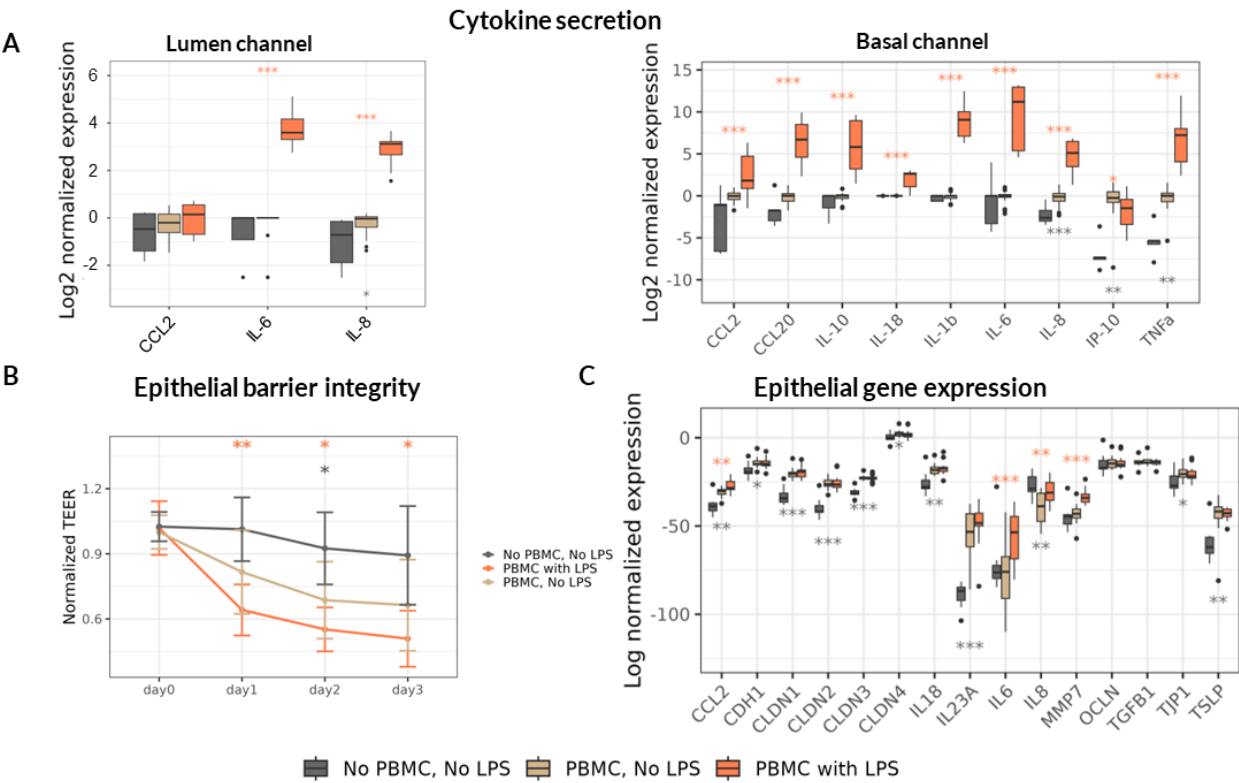 Cytokine secretion
A
Lumen channel
Log2 normalized expression
6
4
2
0
-2
***
***
*
CCL2
IL-6
IL-8
Basal channel
Log2 normalized expression
15
10
5
0
-5
-10
***
***
***
***
***
***
***
*
***
***
**
**
CCL2
CCL20
IL-10
IL-18
IL-1b
IL-6
IL-8
IP-10
TNFa
B
Epithelial barrier integrity
Normalized TEER
1.2
0.9
0.6
**
*
*
*
day0
day1
day2
day3
No PBMC, No LPS
PBMC with LPS
PBMC, No LPS
C
Epithelial gene expression
Log normalized expression
0
-50
-100
**
**
*
***
***
***
*
**
***
***
**
**
***
*
**
CCL2
CDH1
CLDN1
CLDN2
CLDN3
CLDN4
IL18
IL23A
IL6
IL8
MMP7
OCLN
TGFB1
TJP1
TSLP
No PBMC, No LPS
PBMC, No LPS
PBMC with LPS